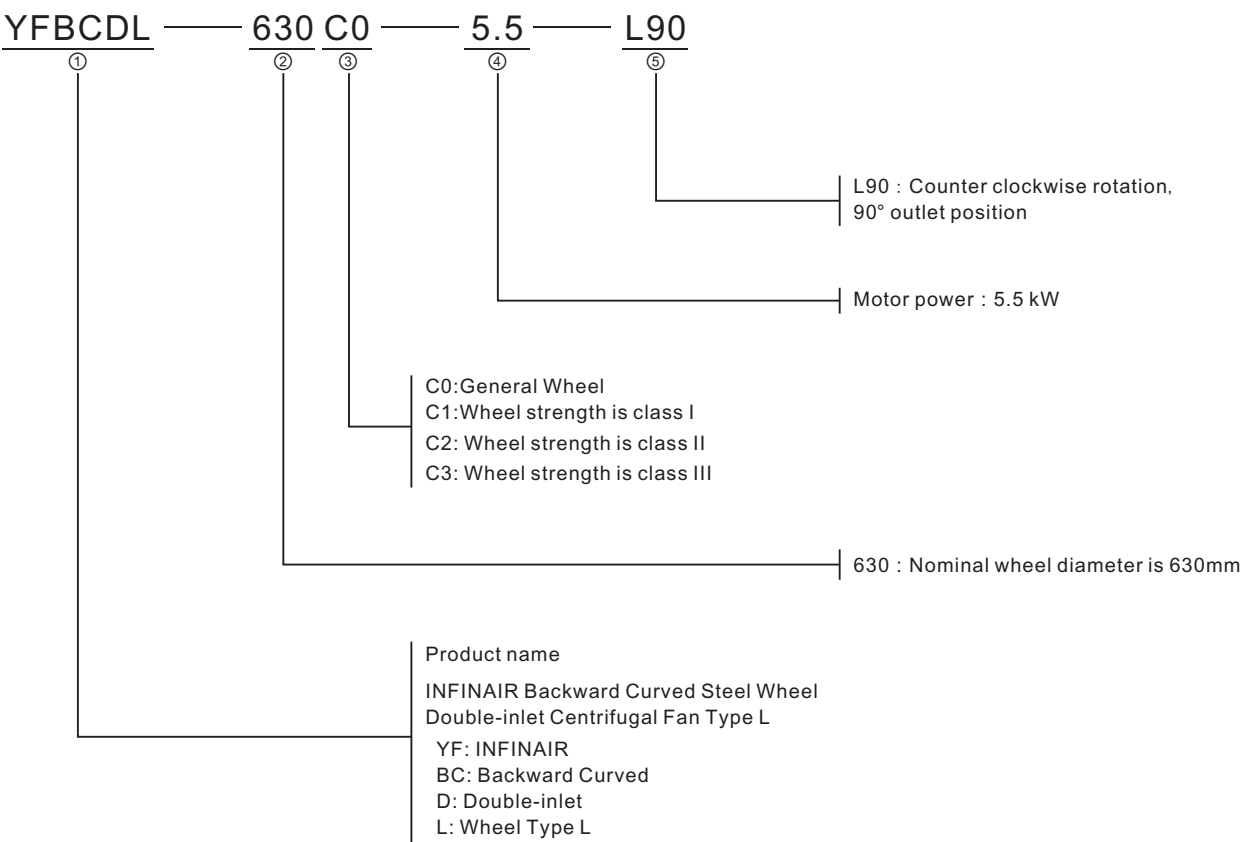 YFBCDL — 630 C0 — 5.5 — L90
① ② ③ ④ ⑤
L90 : Counter clockwise rotation,
90° outlet position
Motor power : 5.5 kW
C0:General Wheel
C1:Wheel strength is class I
C2: Wheel strength is class II
C3: Wheel strength is class III
630 : Nominal wheel diameter is 630mm
Product name
INFINAIR Backward Curved Steel Wheel
Double-inlet Centrifugal Fan Type L
YF: INFINAIR
BC: Backward Curved
D: Double-inlet
L: Wheel Type L